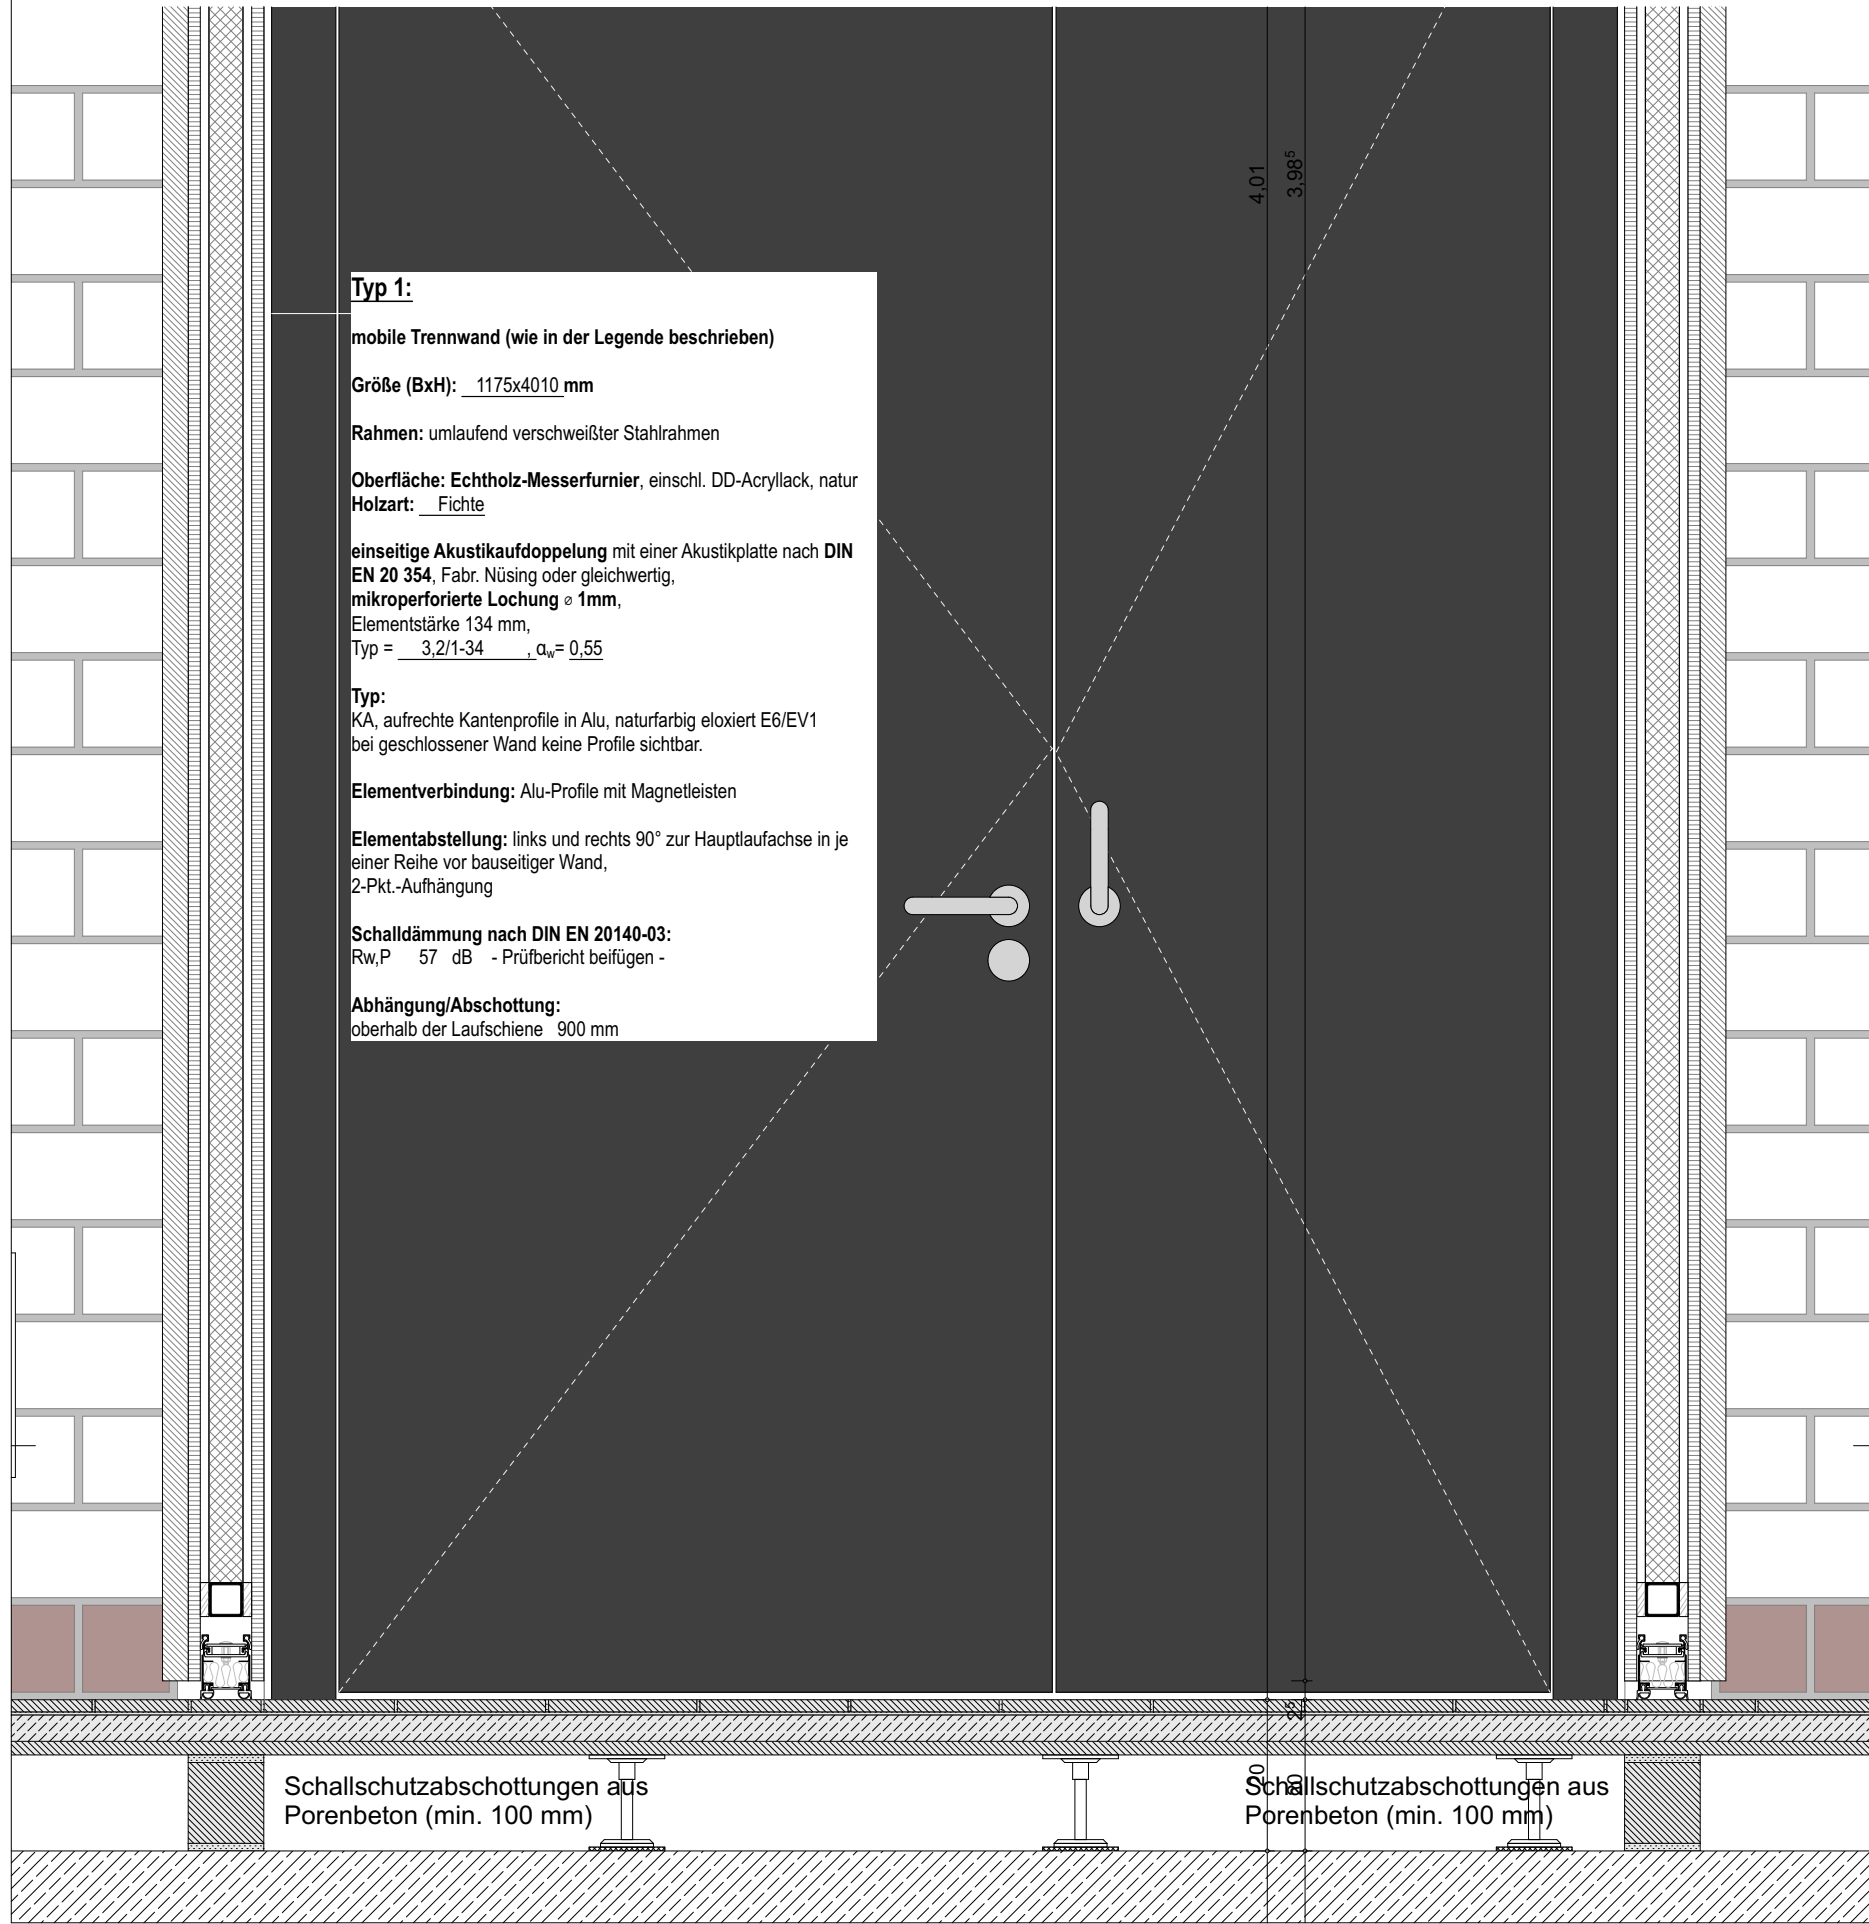 4,01
3,98⁵
Typ 1:
mobile Trennwand (wie in der Legende beschrieben)
Größe (BxH): 1175x4010 mm
Rahmen: umlaufend verschweißter Stahlrahmen
Oberfläche: Echtholz-Messerfurnier, einschl. DD-Acryllack, natur
Holzart: Fichte
einseitige Akustikaufdoppelung mit einer Akustikplatte nach DIN
EN 20 354, Fabr. Nüsing oder gleichwertig,
mikroperforierte Lochung ⌀ 1mm,
Elementstärke 134 mm,
Typ = 3,2/1-34 , αw= 0,55
Typ:
KA, aufrechte Kantenprofile in Alu, naturfarbig eloxiert E6/EV1
bei geschlossener Wand keine Profile sichtbar.
Elementverbindung: Alu-Profile mit Magnetleisten
Elementabstellung: links und rechts 90° zur Hauptlaufachse in je
einer Reihe vor bauseitiger Wand,
2-Pkt.-Aufhängung
Schalldämmung nach DIN EN 20140-03:
Rw,P 57 dB - Prüfbericht beifügen -
Abhängung/Abschottung:
oberhalb der Laufschiene 900 mm
2⁵
20
20
Schallschutzabschottungen aus
Porenbeton (min. 100 mm)
Schallschutzabschottungen aus
Porenbeton (min. 100 mm)